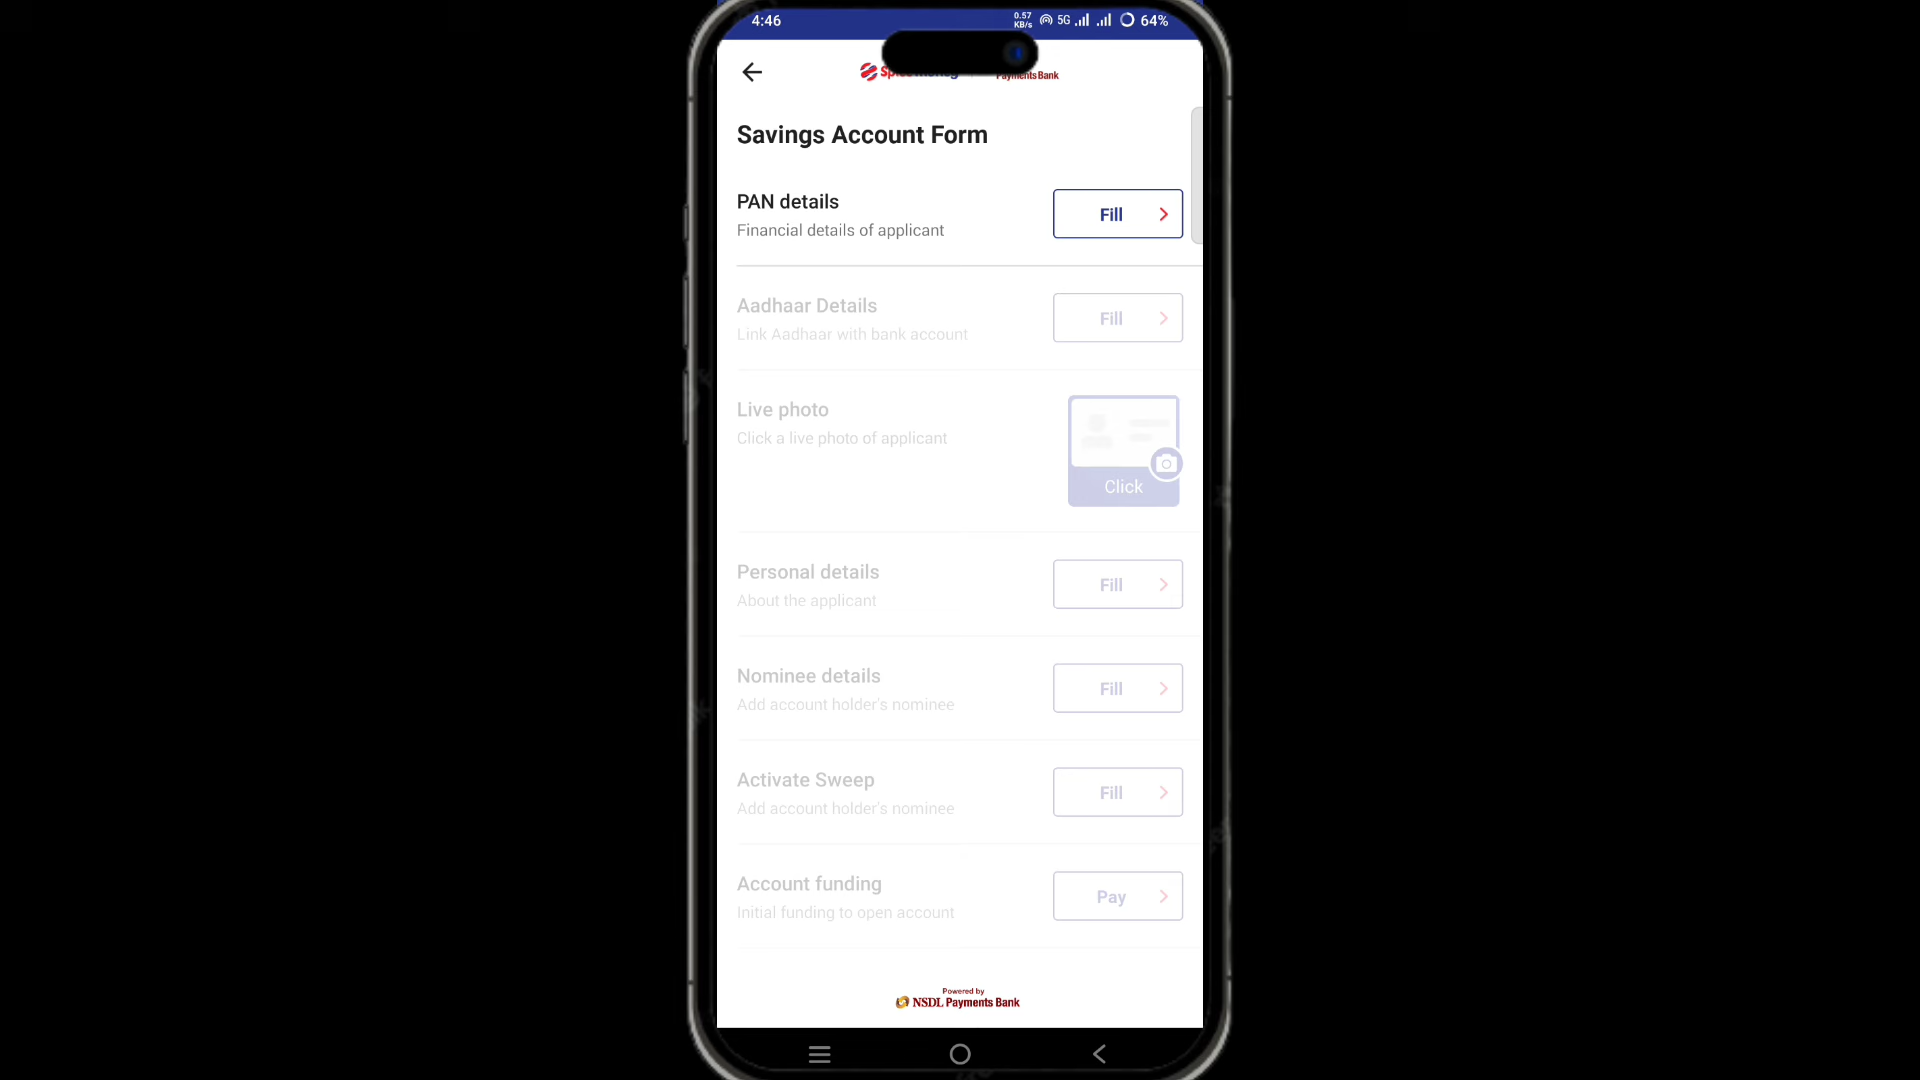 4:46
0.57
KB/s
5G
64%
Payments Bank
Savings Account Form
PAN details
Fill
Financial details of applicant
Aadhaar Details
Fill
Link Aadhaar with bank account
Live photo
Click a live photo of applicant
Click
Personal details
Fill
About the applicant
Nominee details
Fill
Add account holder's nominee
Activate Sweep
Fill
Add account holder's nominee
Account funding
Pay
Initial funding to open account
Powered by
NSDL Payments Bank